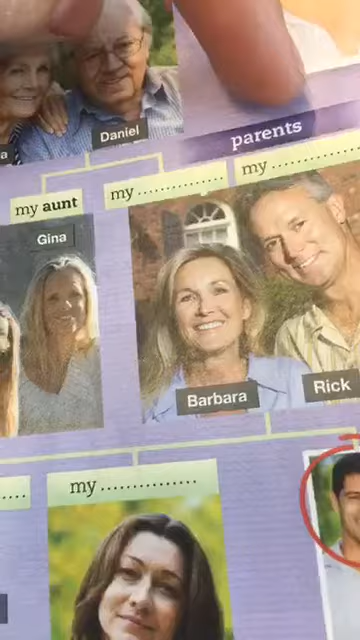 a
Daniel
parents
my aunt
my ................
my ................
Gina
Barbara
Rick
....
my ................